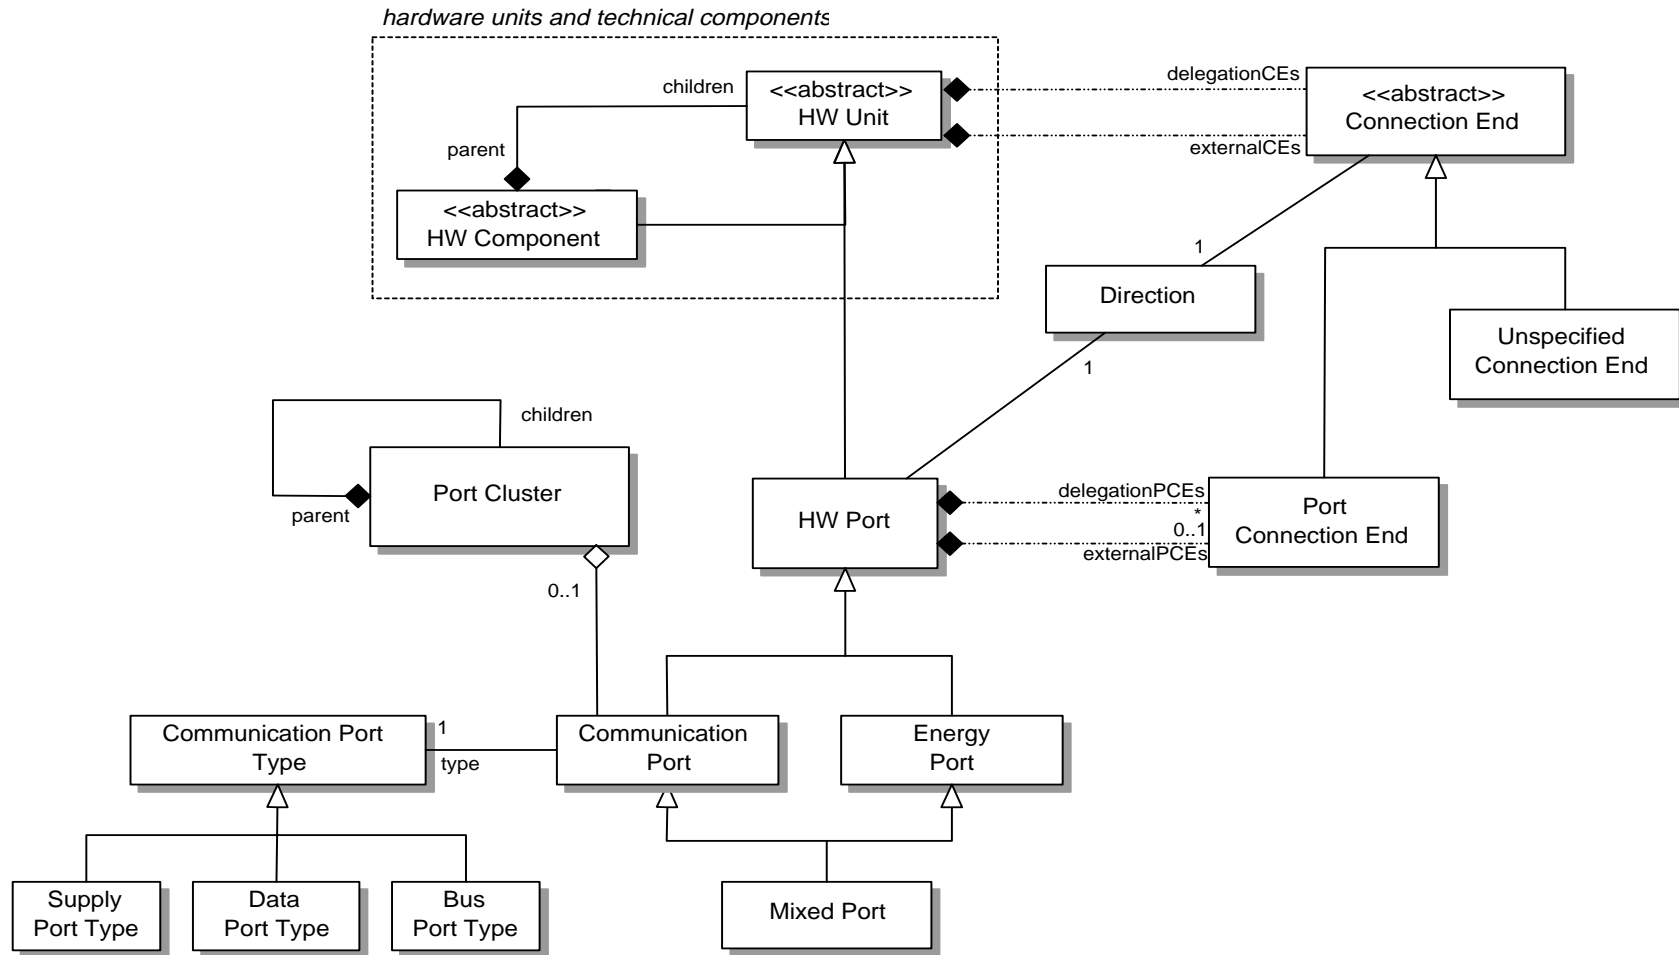 hardware units and technical components
children
<<abstract>>
HW Unit
delegationCEs
externalCEs
<<abstract>>
Connection End
parent
<<abstract>>
HW Component
1
Direction
1
Unspecified
Connection End
children
Port Cluster
parent
0..1
HW Port
delegationPCEs
*
0..1
externalPCEs
Port
Connection End
Communication Port
Type
1
type
Communication
Port
Energy
Port
Supply
Port Type
Data
Port Type
Bus
Port Type
Mixed Port